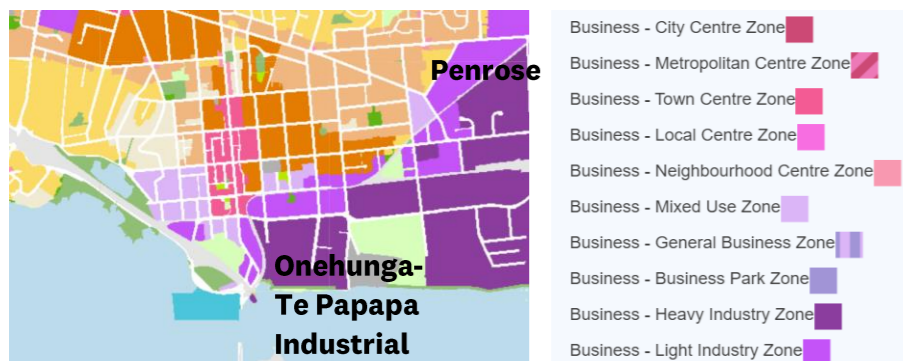 Penrose
Onehunga-
Te Papapa
Industrial
Business - City Centre Zone
Business - Metropolitan Centre Zone
Business - Town Centre Zone
Business - Local Centre Zone
Business - Neighbourhood Centre Zone
Business - Mixed Use Zone
Business - General Business Zone
Business - Business Park Zone
Business - Heavy Industry Zone
Business - Light Industry Zone